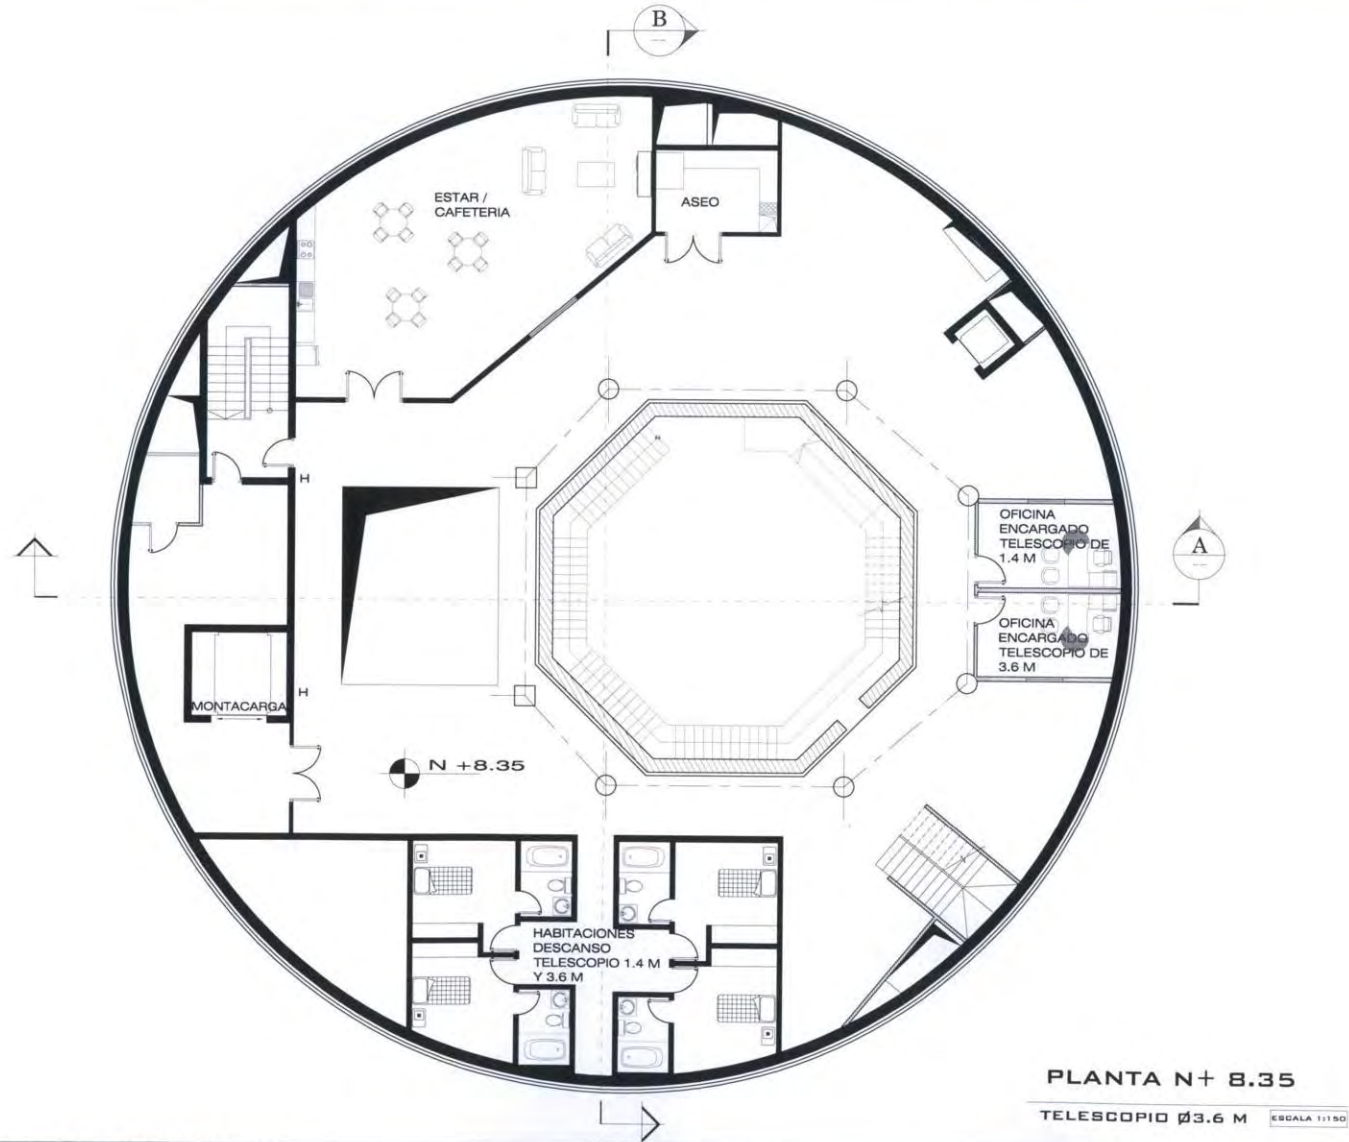 B
ESTAR /
CAFETERIA
ASEO
H
H
H
OFICINA
ENCARGADO
TELESCOPIO DE
1.4 M
A
OFICINA
ENCARGADO
TELESCOPIO DE
3.6 M
MONTACARGA
H
N +8.35
HABITACIONES
DESCANSO
TELESCOPIO 1.4 M
Y 3.6 M
PLANTA N+ 8.35
TELESCOPIO Ø3.6 M
ESCALA 1:150